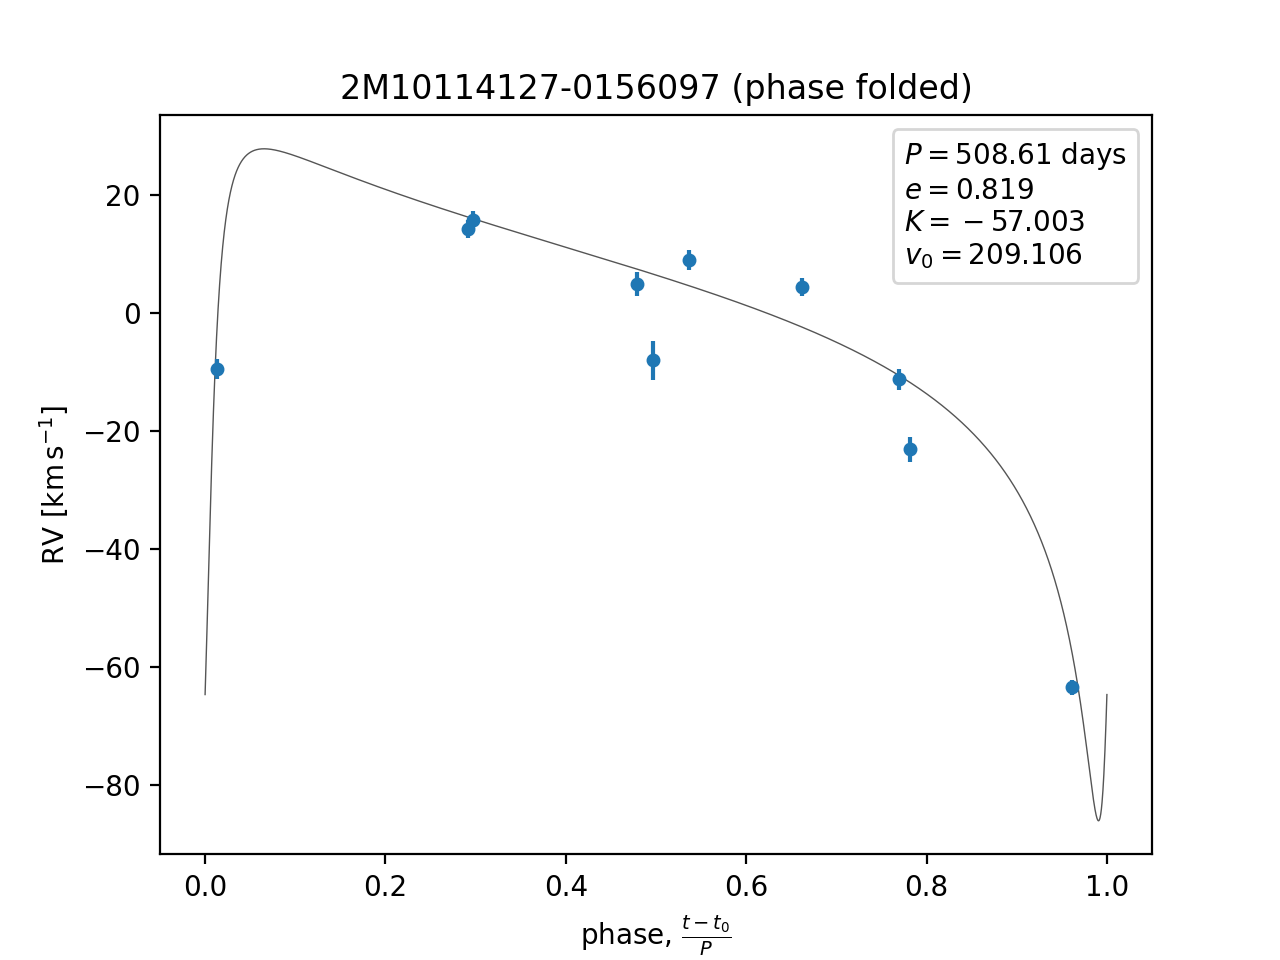 2M10114127-0156097 (phase folded)
P = 508.61 days
e = 0.819
K = −57.003
v₀ = 209.106
RV [km s⁻¹]
20
0
−20
−40
−60
−80
0.0 0.2 0.4 0.6 0.8 1.0
phase, (t − t₀)/P